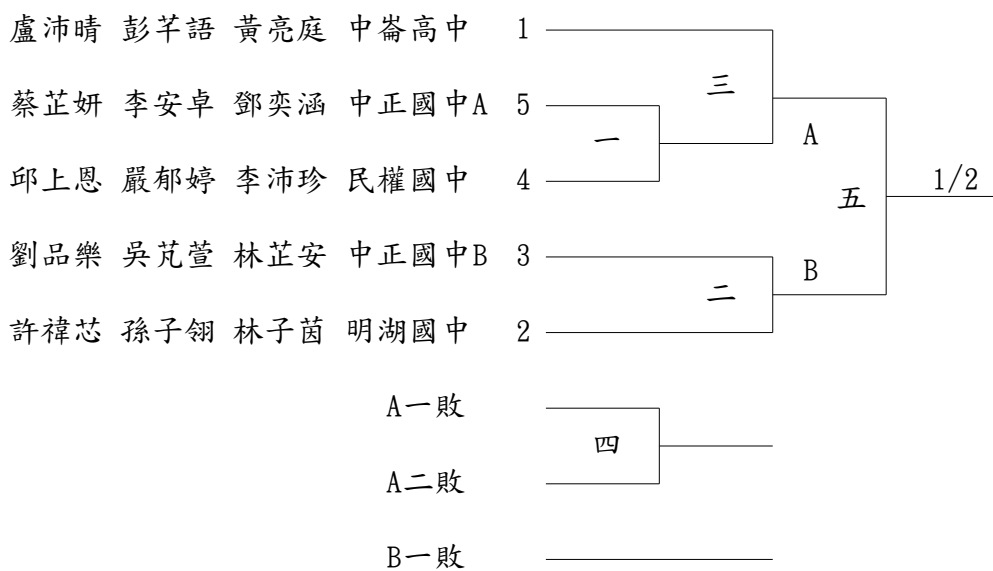 盧沛晴 彭芊語 黃亮庭 中崙高中 1
三
蔡芷妍 李安卓 鄧奕涵 中正國中A 5
一
A
邱上恩 嚴郁婷 李沛珍 民權國中 4
1/2
五
劉品樂 吳芃萱 林芷安 中正國中B 3
B
二
許禕芯 孫子翎 林子茵 明湖國中 2
A一敗
四
A二敗
B一敗